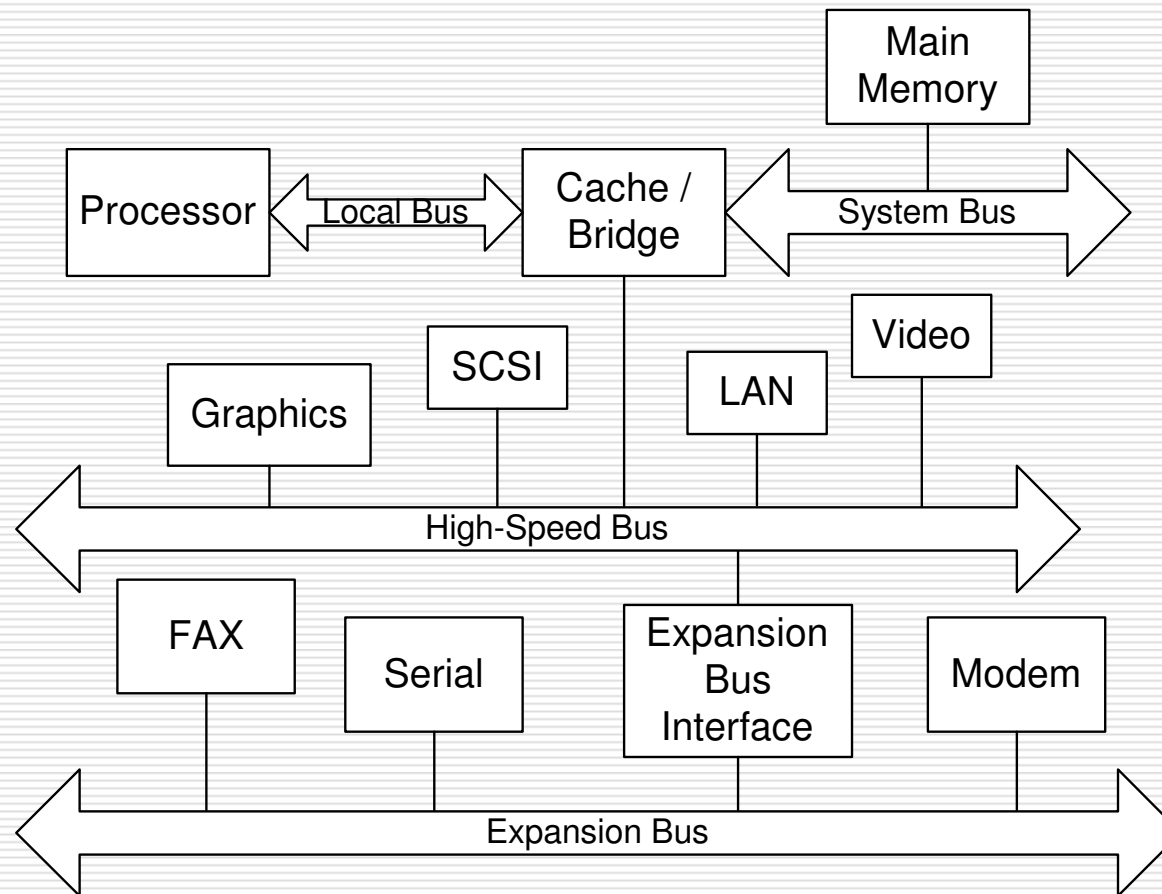 Main
Memory
Processor
Local Bus
Cache /
Bridge
System Bus
Video
SCSI
LAN
Graphics
High-Speed Bus
FAX
Serial
Expansion
Bus
Interface
Modem
Expansion Bus